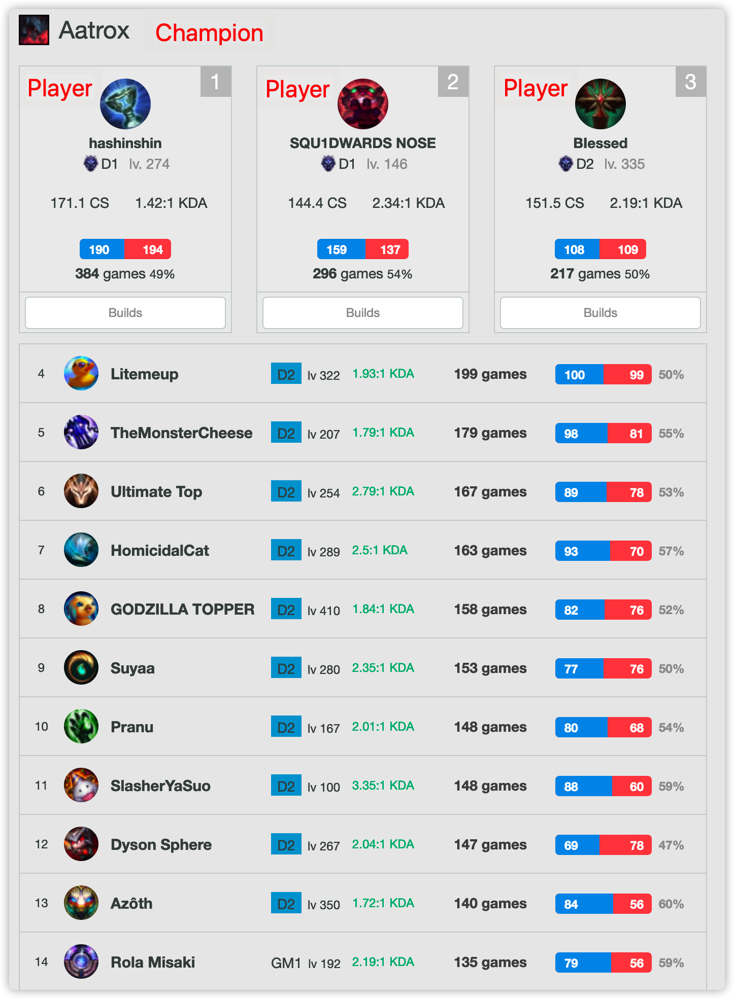 Aatrox Champion
Player 1
hashinshin
D1 lv. 274
171.1 CS 1.42:1 KDA
190 194
384 games 49%
Builds
Player 2
SQU1DWARDS NOSE
D1 lv. 146
144.4 CS 2.34:1 KDA
159 137
296 games 54%
Builds
Player 3
Blessed
D2 lv. 335
151.5 CS 2.19:1 KDA
108 109
217 games 50%
Builds
4 Litemeup D2 lv 322 1.93:1 KDA 199 games 100 99 50%
5 TheMonsterCheese D2 lv 207 1.79:1 KDA 179 games 98 81 55%
6 Ultimate Top D2 lv 254 2.79:1 KDA 167 games 89 78 53%
7 HomicidalCat D2 lv 289 2.5:1 KDA 163 games 93 70 57%
8 GODZILLA TOPPER D2 lv 410 1.84:1 KDA 158 games 82 76 52%
9 Suyaa D2 lv 280 2.35:1 KDA 153 games 77 76 50%
10 Pranu D2 lv 167 2.01:1 KDA 148 games 80 68 54%
11 SlasherYaSuo D2 lv 100 3.35:1 KDA 148 games 88 60 59%
12 Dyson Sphere D2 lv 267 2.04:1 KDA 147 games 69 78 47%
13 Azôth D2 lv 350 1.72:1 KDA 140 games 84 56 60%
14 Rola Misaki GM1 lv 192 2.19:1 KDA 135 games 79 56 59%